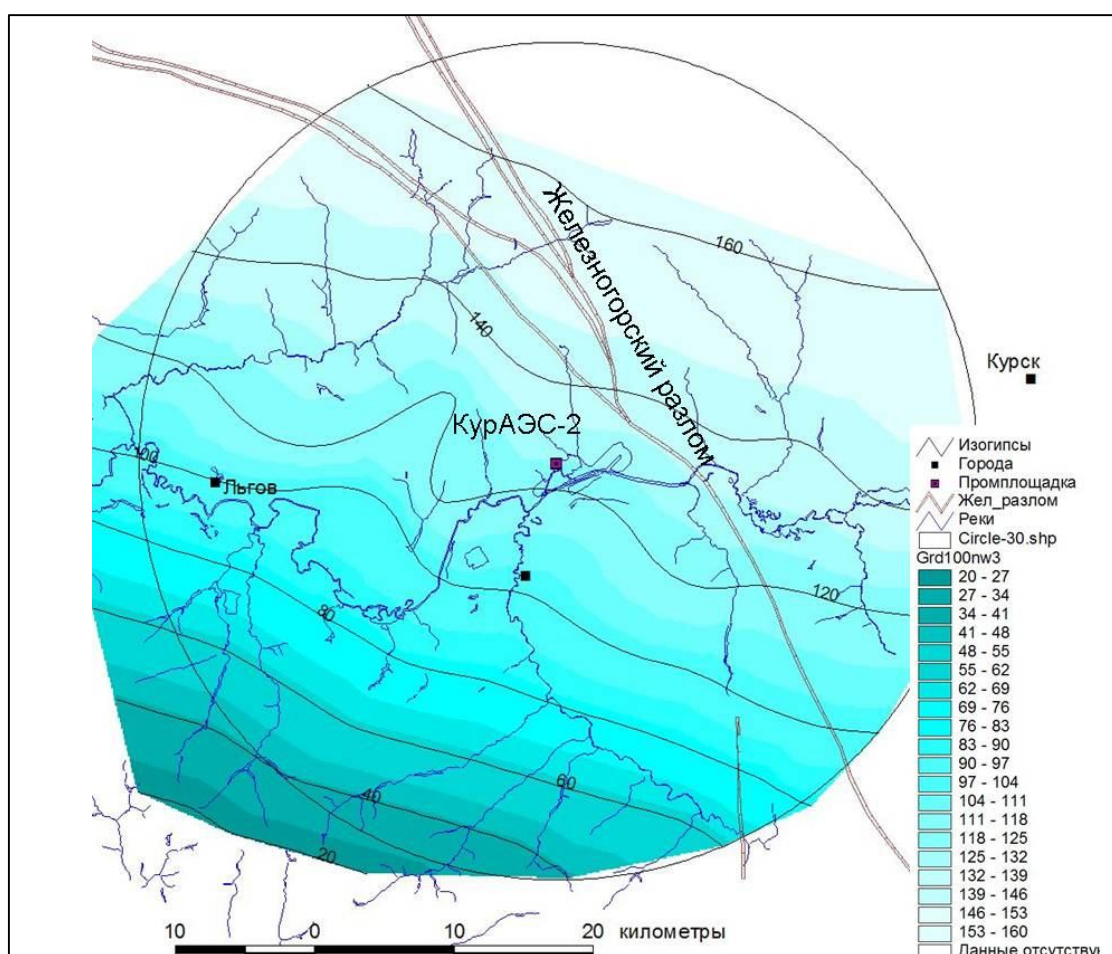 Железногорский разлом
160
140
Курск
КурАЭС-2
100
Льгов
120
80
60
40
20
Изогипсы
Города
Промплощадка
Жел_разлом
Реки
Circle-30.shp
Grd100nw3
20 - 27
27 - 34
34 - 41
41 - 48
48 - 55
55 - 62
62 - 69
69 - 76
76 - 83
83 - 90
90 - 97
97 - 104
104 - 111
111 - 118
118 - 125
125 - 132
132 - 139
139 - 146
146 - 153
153 - 160
Данные отсутствую
10 0 10 20 километры